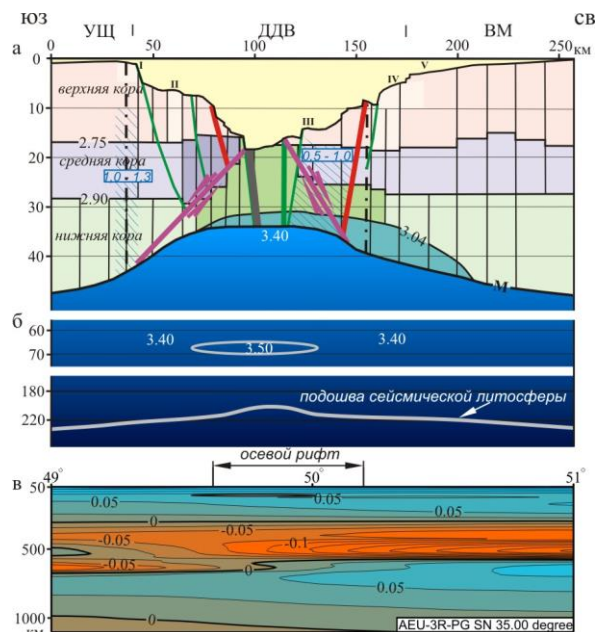 ЮЗ СВ
а УЩ I ДДВ I ВМ
0 50 100 150 200 250 км
I II III IV V
10
20
30
40
верхняя кора
2.75
средняя кора
1,0 - 1,3
0,5 - 1,0
2.90
нижняя кора
3.40
3.04
М
б
60
70
3.40 3.50 3.40
180
220
подошва сейсмической литосферы
осевой рифт
в 49° 50° 51°
50
500
1000
км
0.05 0.05
0
-0.05 -0.05 -0.1
-0.05 0
0.05 0.05
0
AEU-3R-PG SN 35.00 degree